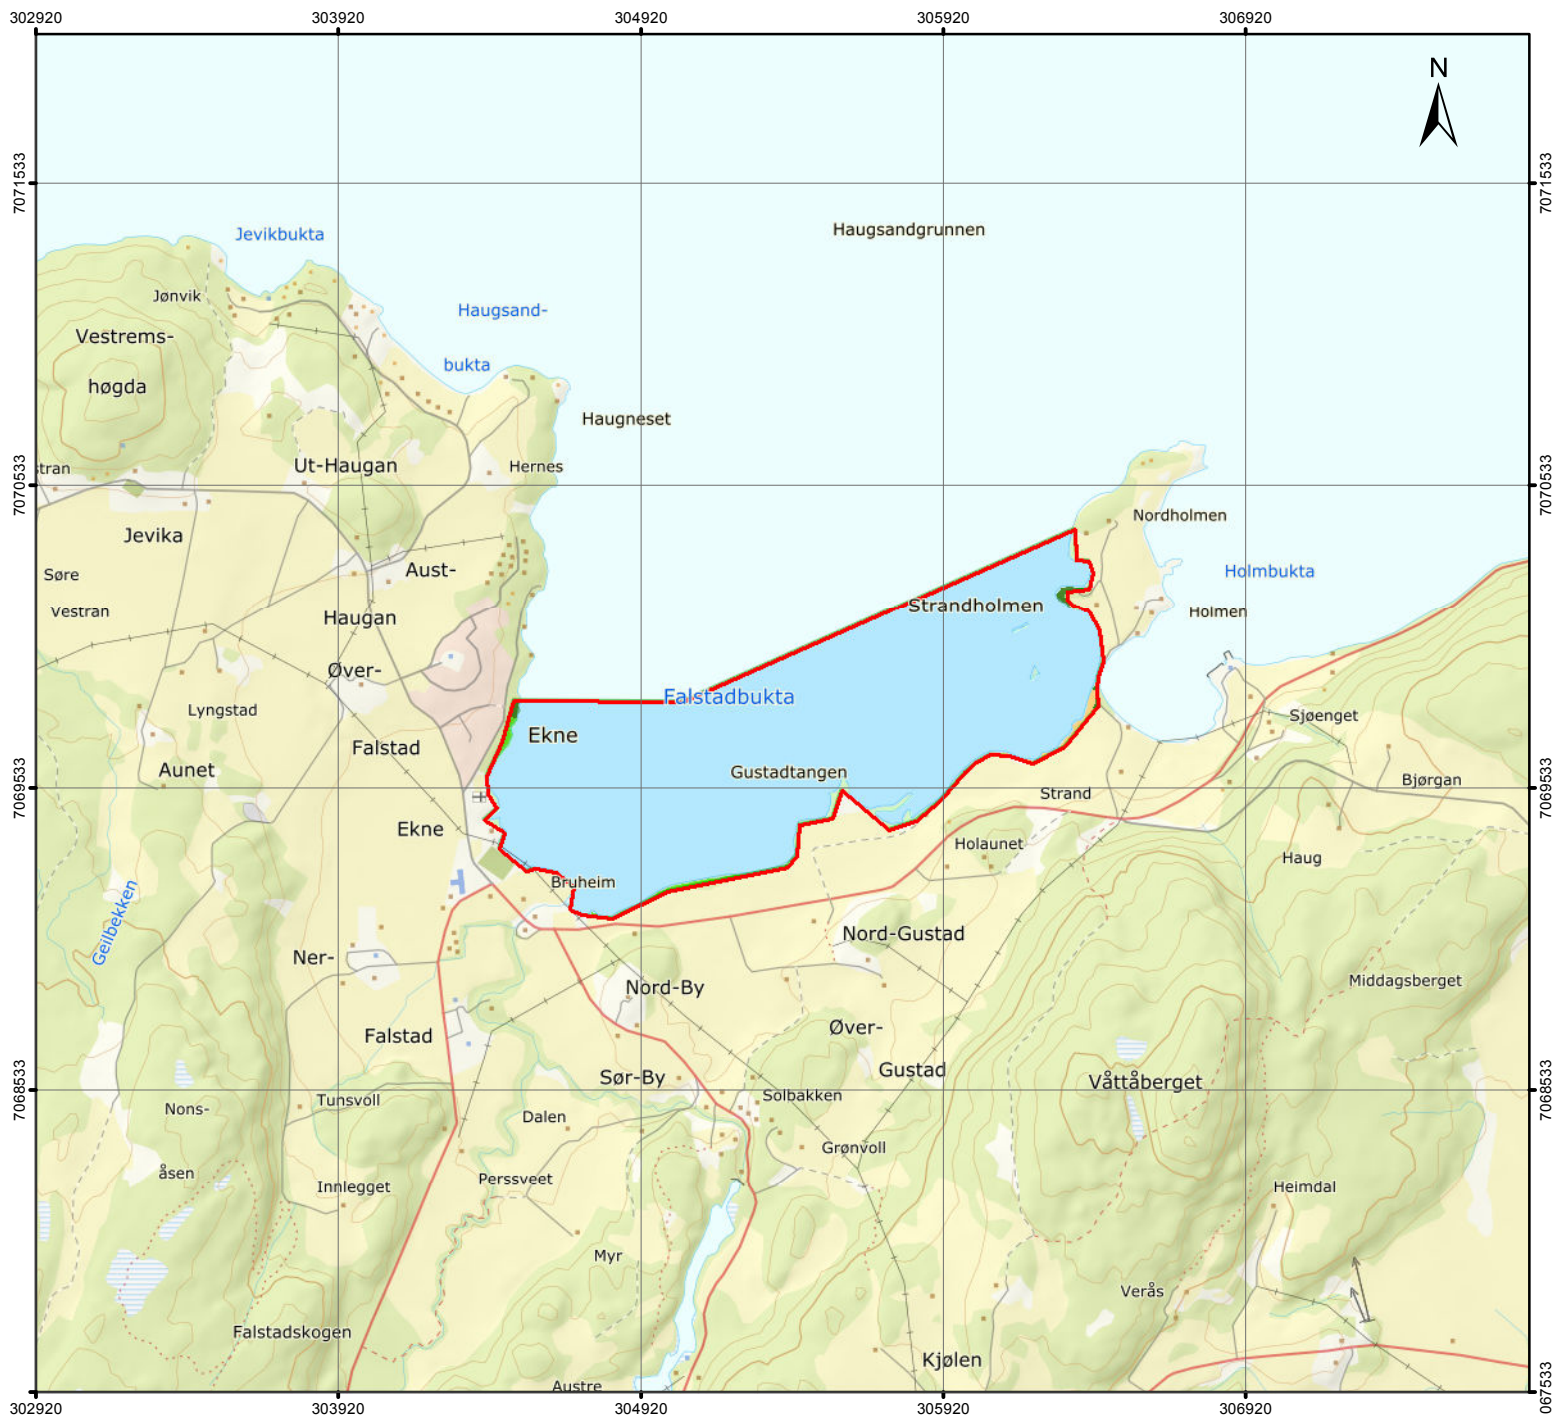 302920 303920 304920 305920 306920
N
7071533
7071533
Haugsandgrunnen
Jevikbukta
Jønvik
Haugsand-
bukta
Vestrems-
høgda
Haugneset
Ut-Haugan
Hernes
stran
7070533
7070533
Nordholmen
Jevika
Aust-
Haugan
Søre
Vestran
Holmbukta
Strandholmen
Holmen
Øver-
Falstad
Falstadbukta
Lyngstad
Sjøenget
Ekne
Aunet
Gustadtangen
Bjørgan
7069533
7069533
Strand
Ekne
Holaunet
Haug
Bruheim
Geilbekken
Nord-Gustad
Ner-
Falstad
Middagsberget
Nord-By
Øver-
Gustad
Sør-By
Våttåberget
7068533
7068533
Solbakken
Tunsvoll
Nons-
åsen
Dalen
Grønvoll
Perssveet
Innlegget
Heimdal
Myr
Verås
Falstadskogen
Kjølen
Austre
067533
067533
302920 303920 304920 305920 306920